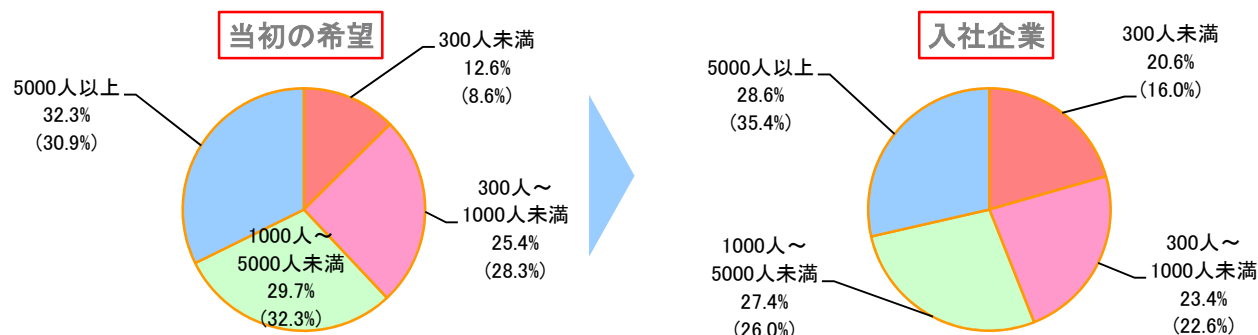 当初の希望
300人未満
12.6%
(8.6%)
5000人以上
32.3%
(30.9%)
300人～
1000人未満
25.4%
(28.3%)
1000人～
5000人未満
29.7%
(32.3%)
入社企業
300人未満
20.6%
(16.0%)
5000人以上
28.6%
(35.4%)
300人～
1000人未満
23.4%
(22.6%)
1000人～
5000人未満
27.4%
(26.0%)